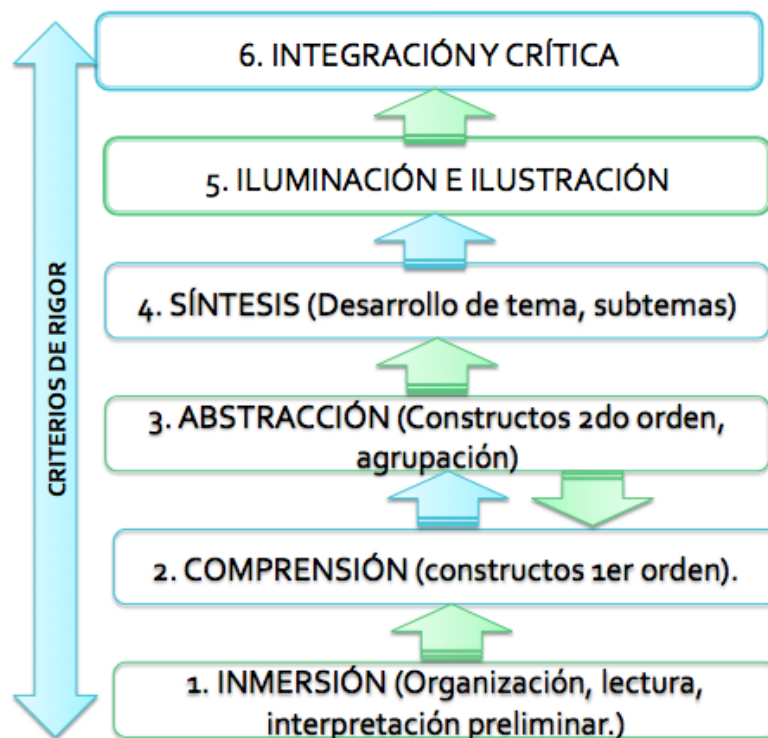 6. INTEGRACIÓN Y CRÍTICA
5. ILUMINACIÓN E ILUSTRACIÓN
4. SÍNTESIS (Desarrollo de tema, subtemas)
3. ABSTRACCIÓN (Constructos 2do orden,
agrupación)
2. COMPRENSIÓN (constructos 1er orden).
1. INMERSIÓN (Organización, lectura,
interpretación preliminar.)
CRITERIOS DE RIGOR